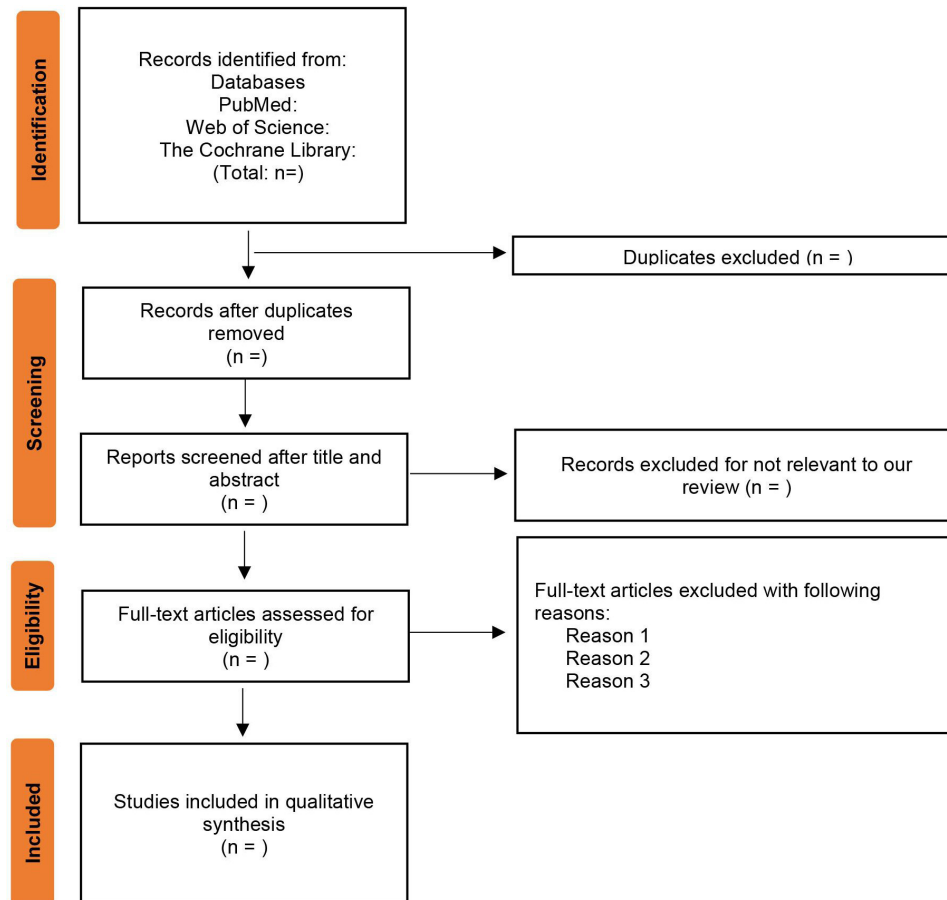 Identification
Records identified from:
Databases
PubMed:
Web of Science:
The Cochrane Library:
(Total: n=)
Duplicates excluded (n = )
Screening
Records after duplicates
removed
(n =)
Reports screened after title and
abstract
(n = )
Records excluded for not relevant to our
review (n = )
Eligibility
Full-text articles assessed for
eligibility
(n = )
Full-text articles excluded with following
reasons:
Reason 1
Reason 2
Reason 3
Included
Studies included in qualitative
synthesis
(n = )